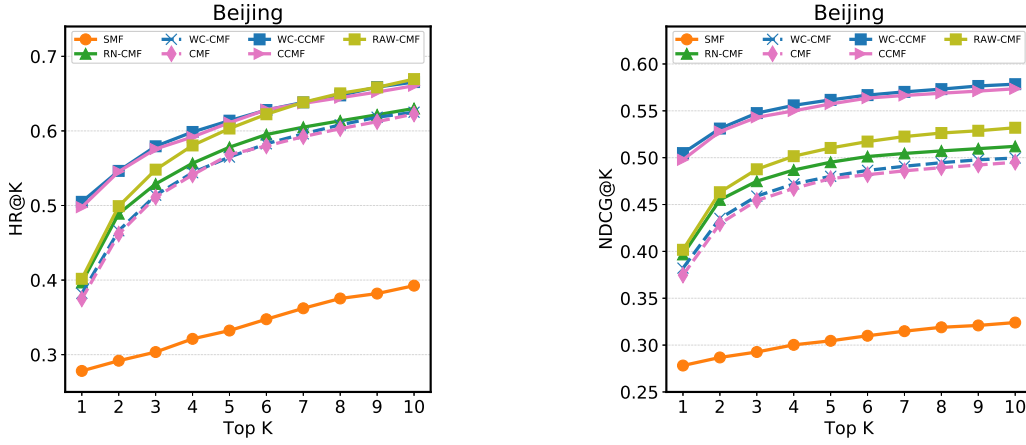 Beijing
SMF WC-CMF WC-CCMF RAW-CMF
RN-CMF CMF CCMF
HR@K
0.7
0.6
0.5
0.4
0.3
1 2 3 4 5 6 7 8 9 10
Top K
Beijing
SMF WC-CMF WC-CCMF RAW-CMF
RN-CMF CMF CCMF
NDCG@K
0.60
0.55
0.50
0.45
0.40
0.35
0.30
0.25
1 2 3 4 5 6 7 8 9 10
Top K